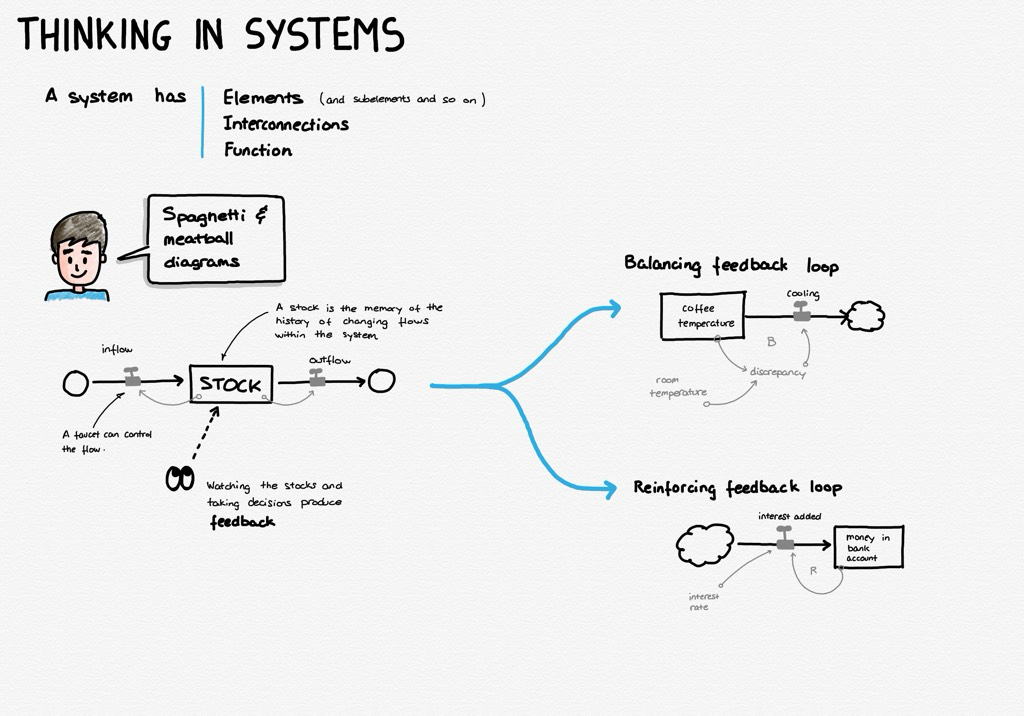 THINKING IN SYSTEMS
A system has
Elements (and subelements and so on)
Interconnections
Function
Spaghetti &
meatball
diagrams
A stock is the memory of the
history of changing flows
within the system
inflow
STOCK
outflow
A faucet can control
the flow.
Watching the stocks and
taking decisions produce
feedback
Balancing feedback loop
coffee
temperature
cooling
B
discrepancy
room
temperature
Reinforcing feedback loop
interest added
money in
bank
account
R
interest
rate